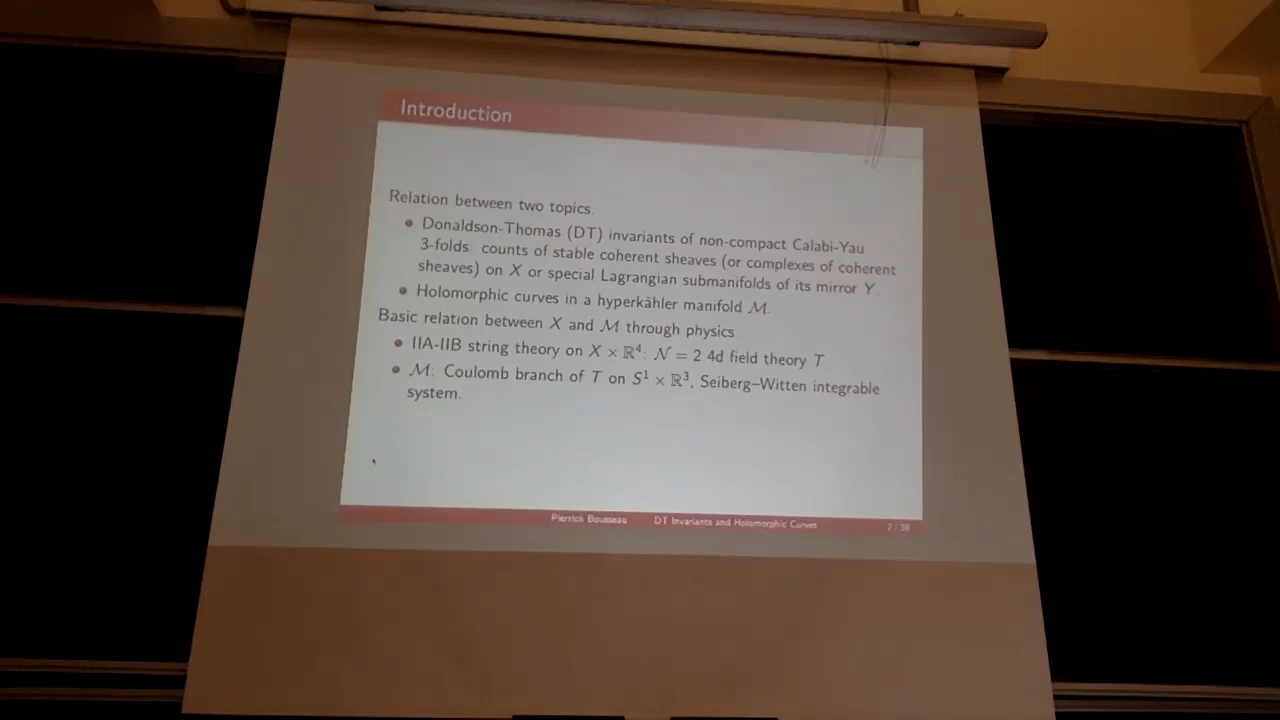 Introduction
Relation between two topics.
• Donaldson-Thomas (DT) invariants of non-compact Calabi-Yau
3-folds: counts of stable coherent sheaves (or complexes of coherent
sheaves) on X or special Lagrangian submanifolds of its mirror Y.
• Holomorphic curves in a hyperkähler manifold M.
Basic relation between X and M through physics
• IIA-IIB string theory on X × ℝ⁴: N = 2 4d field theory T
• M: Coulomb branch of T on S¹ × ℝ³, Seiberg–Witten integrable
system.
Pierrick Bousseau DT Invariants and Holomorphic Curves 2 / 38